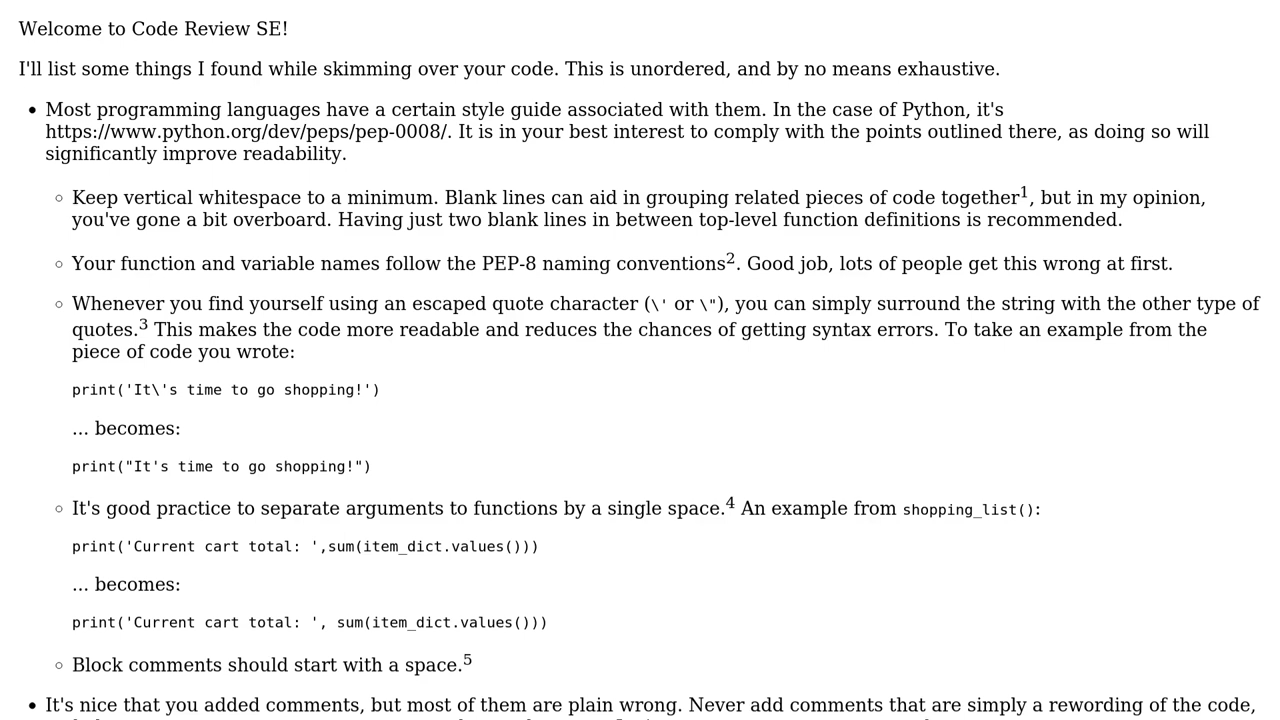 Welcome to Code Review SE!
I'll list some things I found while skimming over your code. This is unordered, and by no means exhaustive.
• Most programming languages have a certain style guide associated with them. In the case of Python, it's
https://www.python.org/dev/peps/pep-0008/. It is in your best interest to comply with the points outlined there, as doing so will
significantly improve readability.
◦ Keep vertical whitespace to a minimum. Blank lines can aid in grouping related pieces of code together1, but in my opinion,
you've gone a bit overboard. Having just two blank lines in between top-level function definitions is recommended.
◦ Your function and variable names follow the PEP-8 naming conventions2. Good job, lots of people get this wrong at first.
◦ Whenever you find yourself using an escaped quote character (\' or \"), you can simply surround the string with the other type of
quotes.3 This makes the code more readable and reduces the chances of getting syntax errors. To take an example from the
piece of code you wrote:
print('It\'s time to go shopping!')
... becomes:
print("It's time to go shopping!")
◦ It's good practice to separate arguments to functions by a single space.4 An example from shopping_list():
print('Current cart total: ',sum(item_dict.values()))
... becomes:
print('Current cart total: ', sum(item_dict.values()))
◦ Block comments should start with a space.5
• It's nice that you added comments, but most of them are plain wrong. Never add comments that are simply a rewording of the code,